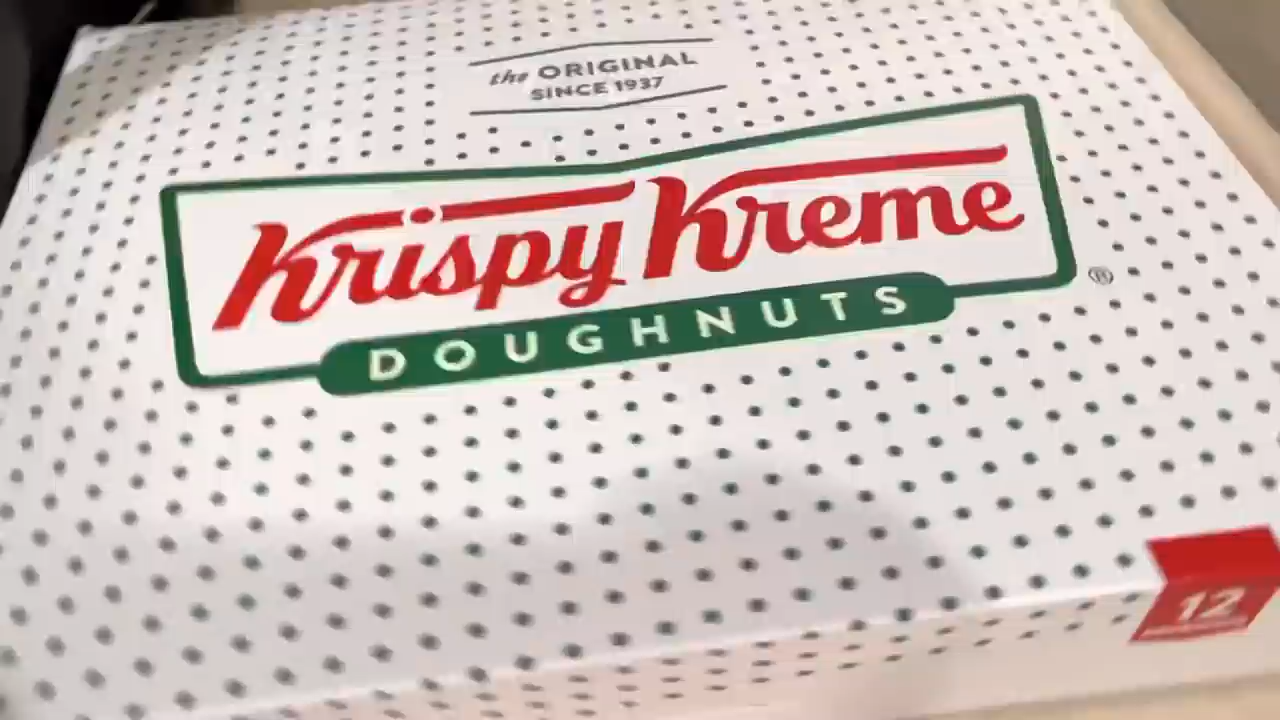 the ORIGINAL
SINCE 1937
Krispy Kreme
DOUGHNUTS
®
12